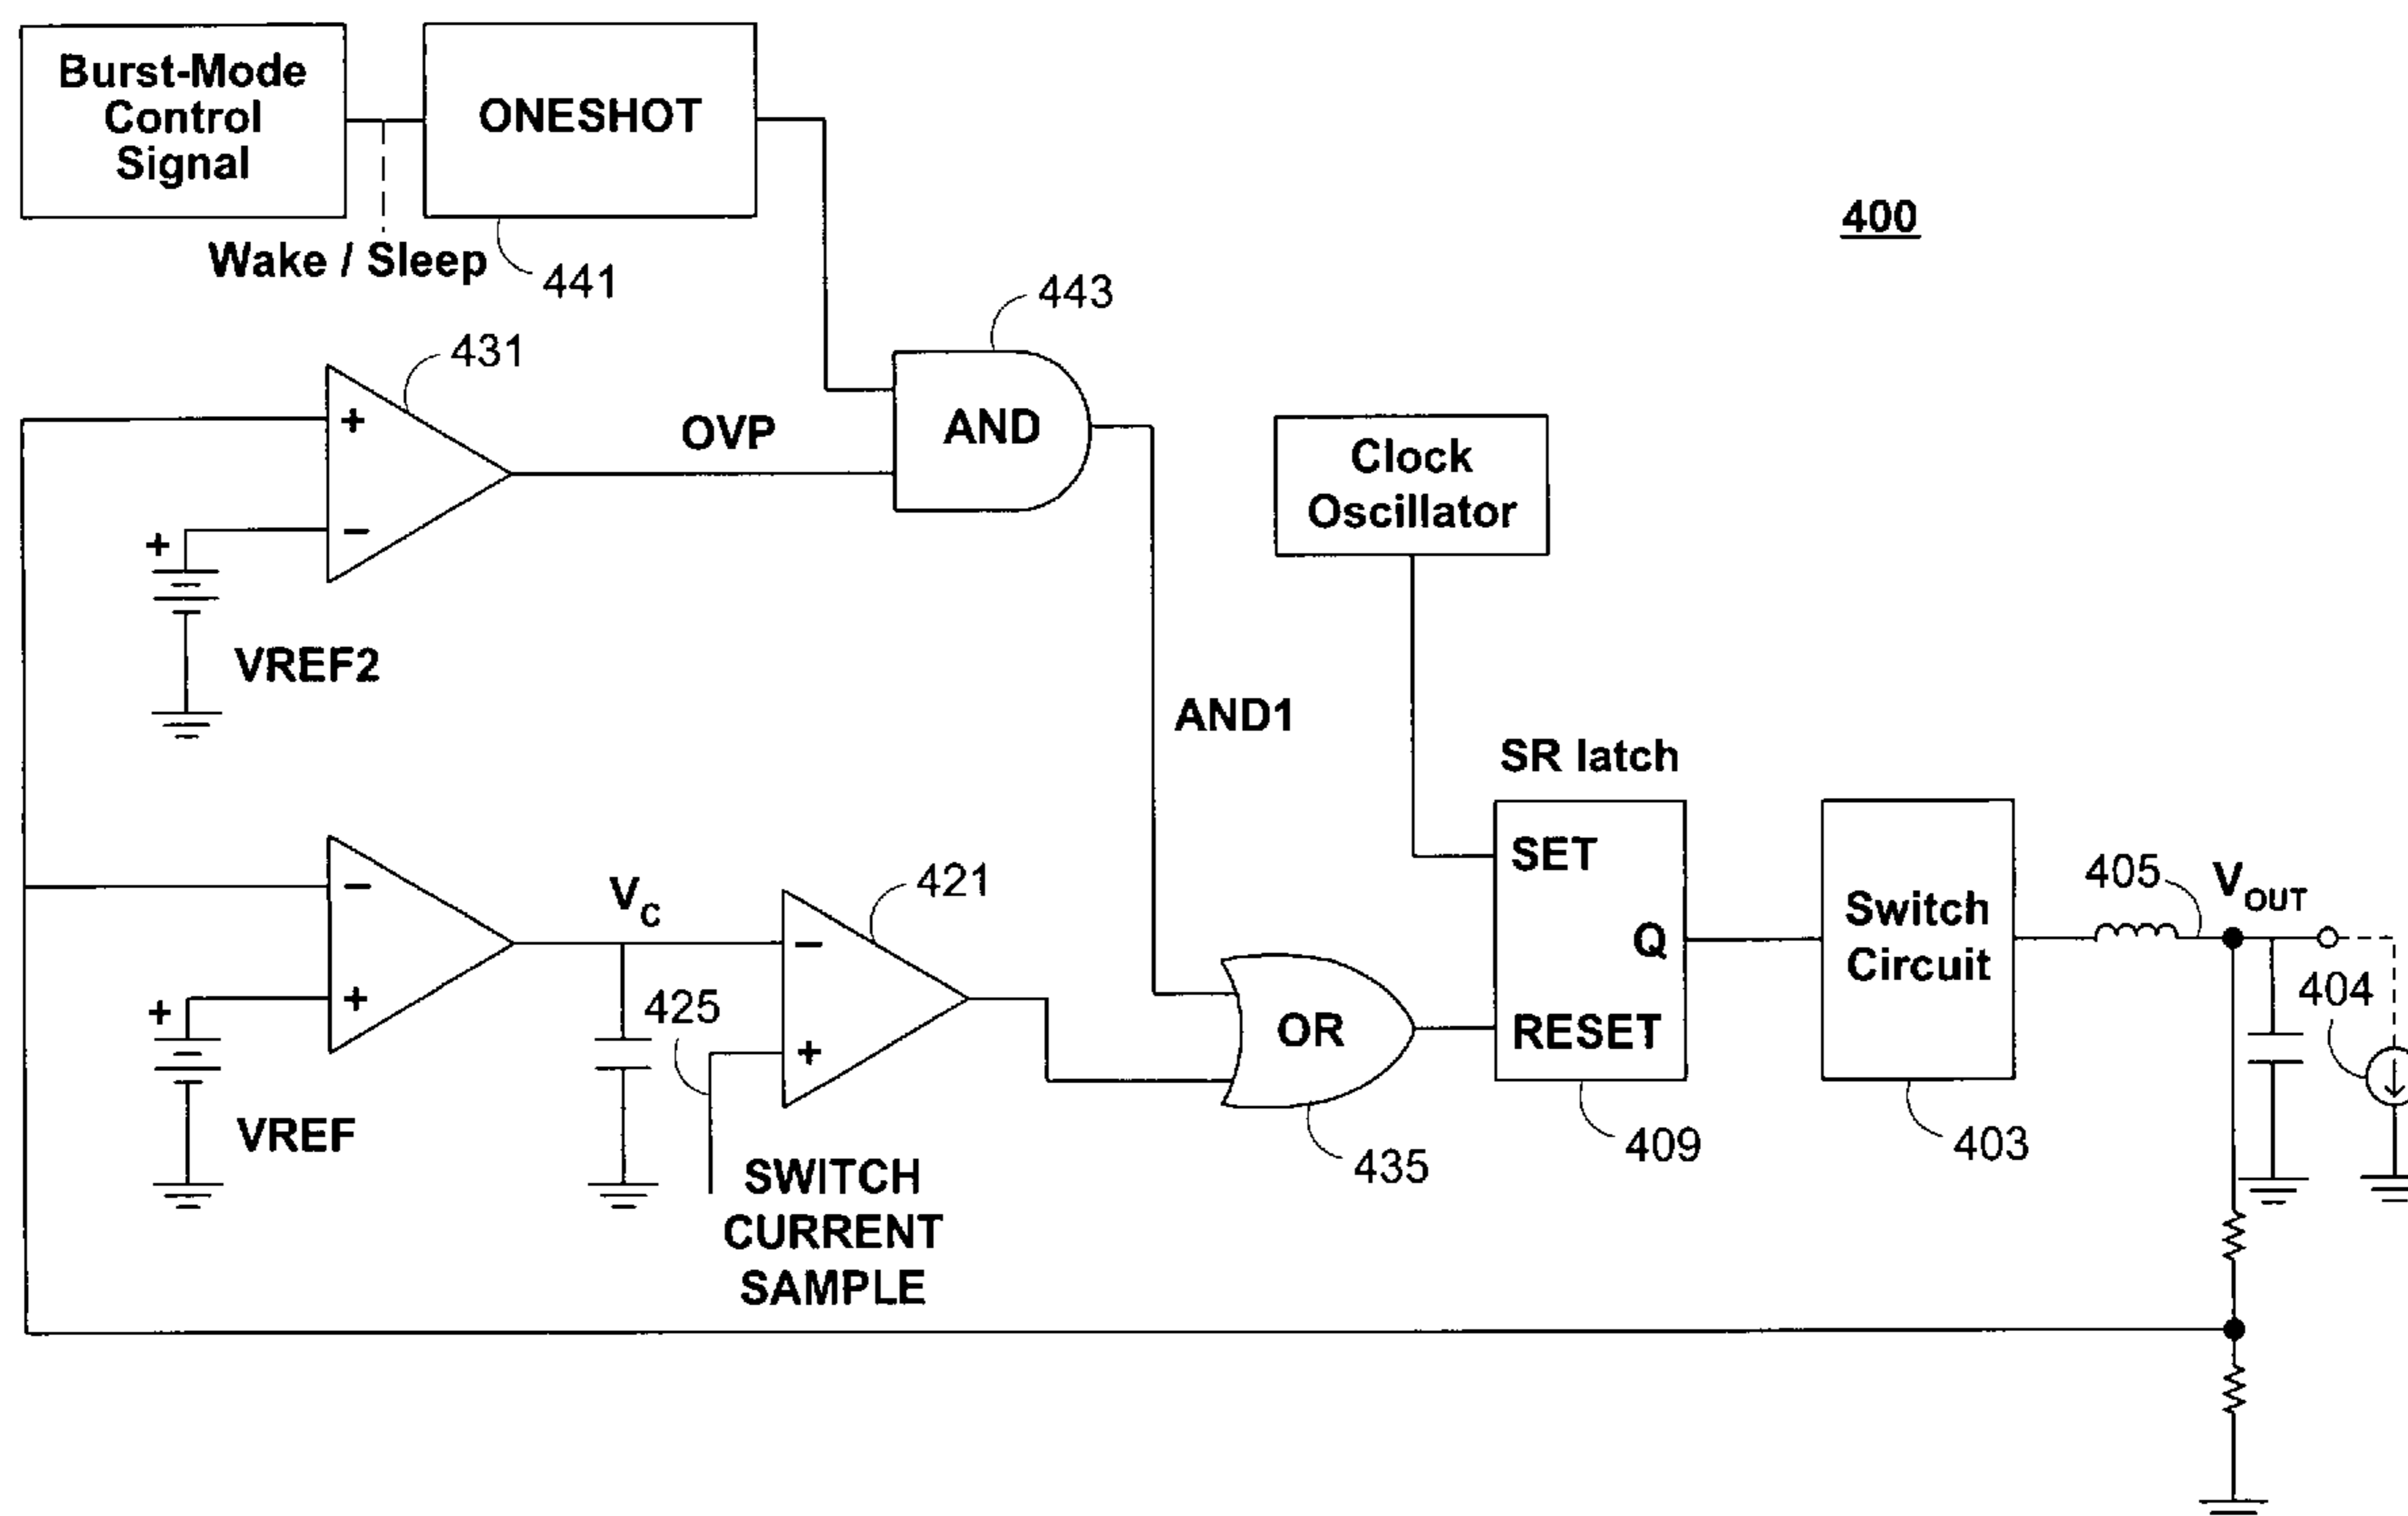 Burst-Mode
Control
Signal
ONESHOT
Wake / Sleep
441
400
443
431
+
OVP
AND
−
+
VREF2
Clock
Oscillator
AND1
SR latch
SET
Q
RESET
409
Switch
Circuit
403
405
VOUT
404
−
+
+
VREF
VC
421
−
+
425
SWITCH
CURRENT
SAMPLE
OR
435